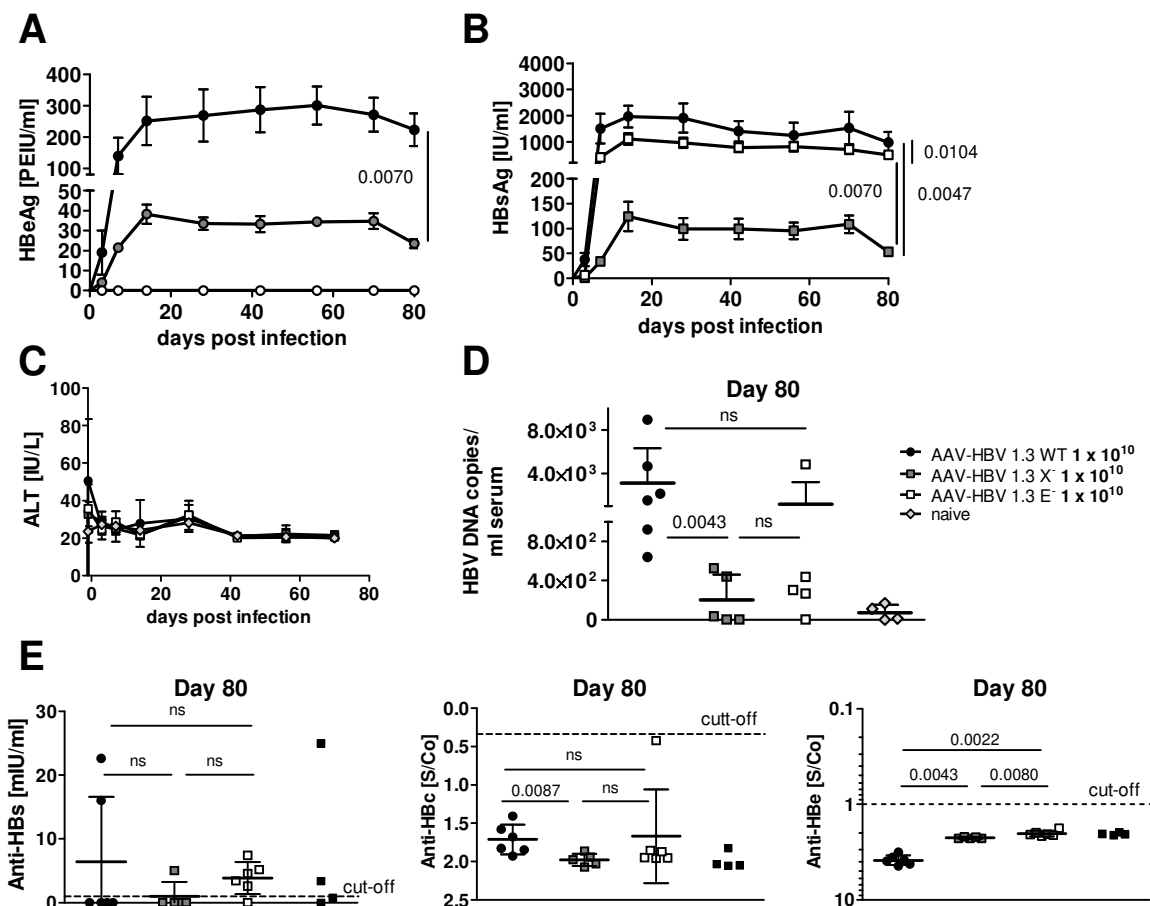 A
HBeAg [PEIU/ml]
400
300
200
100
50
40
30
20
10
0
0.0070
0 20 40 60 80
days post infection
B
HBsAg [IU/ml]
4000
3000
2000
1000
200
150
100
50
0
0.0104
0.0070
0.0047
0 20 40 60 80
days post infection
C
ALT [IU/L]
100
80
60
40
20
0
0 20 40 60 80
days post infection
D
Day 80
HBV DNA copies/
ml serum
8.0×10³
4.0×10³
8.0×10²
4.0×10²
0
ns
0.0043
ns
AAV-HBV 1.3 WT 1 x 10¹⁰
AAV-HBV 1.3 X⁻ 1 x 10¹⁰
AAV-HBV 1.3 E⁻ 1 x 10¹⁰
naive
E
Day 80
Anti-HBs [mIU/ml]
30
20
10
0
ns
ns
ns
cut-off
Day 80
Anti-HBc [S/Co]
0.0
0.5
1.0
1.5
2.0
2.5
cutt-off
ns
0.0087
ns
Day 80
Anti-HBe [S/Co]
0.1
1
10
0.0022
0.0043
0.0080
cut-off